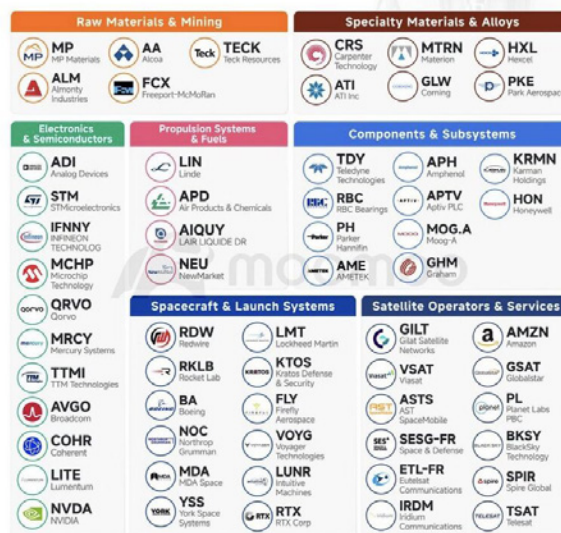 Raw Materials & Mining
MP
MP Materials
AA
Alcoa
TECK
Teck Resources
ALM
Almonty
Industries
FCX
Freeport-McMoRan
Specialty Materials & Alloys
CRS
Carpenter
Technology
MTRN
Materion
HXL
Hexcel
ATI
ATI Inc
GLW
Corning
PKE
Park Aerospace
Electronics
& Semiconductors
ADI
Analog Devices
STM
STMicroelectronics
IFNNY
INFINEON
TECHNOLOG
MCHP
Microchip
Technology
QRVO
Qorvo
MRCY
Mercury Systems
TTMI
TTM Technologies
AVGO
Broadcom
COHR
Coherent
LITE
Lumentum
NVDA
NVIDIA
Propulsion Systems
& Fuels
LIN
Linde
APD
Air Products & Chemicals
AIQUY
LAIR LIQUIDE DR
NEU
NewMarket
Components & Subsystems
TDY
Teledyne
Technologies
APH
Amphenol
KRMN
Karman
Holdings
RBC
RBC Bearings
APTV
Aptiv PLC
HON
Honeywell
PH
Parker
Hannifin
MOG.A
Moog-A
AME
AMETEK
GHM
Graham
moomoo
Spacecraft & Launch Systems
RDW
Redwire
LMT
Lockheed Martin
RKLB
Rocket Lab
KTOS
Kratos Defense
& Security
BA
Boeing
FLY
Firefly
Aerospace
NOC
Northrop
Grumman
VOYG
Voyager
Technologies
MDA
MDA Space
LUNR
Intuitive
Machines
YSS
York Space
Systems
RTX
RTX Corp
Satellite Operators & Services
GILT
Gilat Satellite
Networks
AMZN
Amazon
VSAT
Viasat
GSAT
Globalstar
ASTS
AST
SpaceMobile
PL
Planet Labs
PBC
SESG-FR
Space & Defense
BKSY
BlackSky
Technology
ETL-FR
Eutelsat
Communications
SPIR
Spire Global
IRDM
Iridium
Communications
TSAT
Telesat